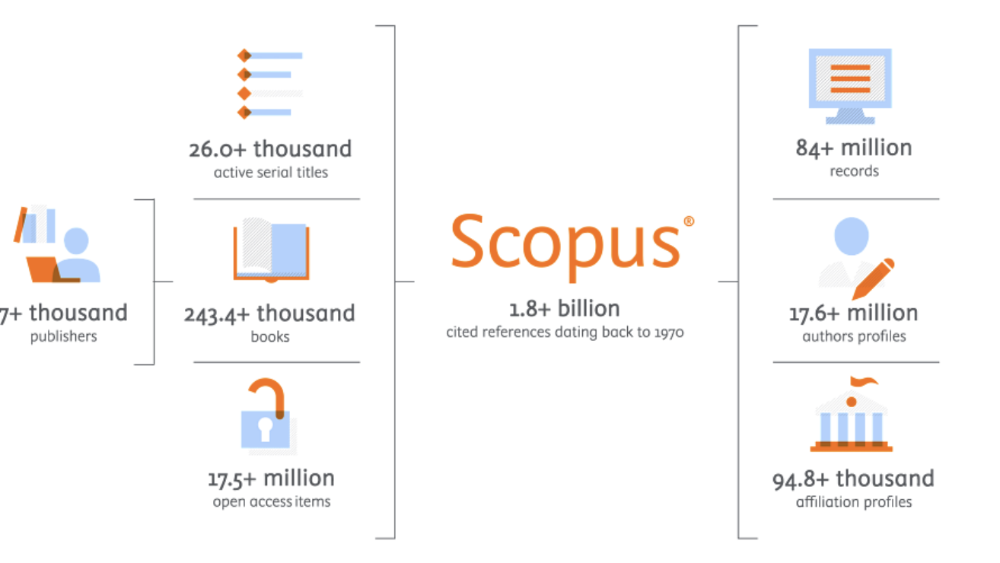 7+ thousand
publishers
26.0+ thousand
active serial titles
243.4+ thousand
books
17.5+ million
open access items
Scopus®
1.8+ billion
cited references dating back to 1970
84+ million
records
17.6+ million
authors profiles
94.8+ thousand
affiliation profiles